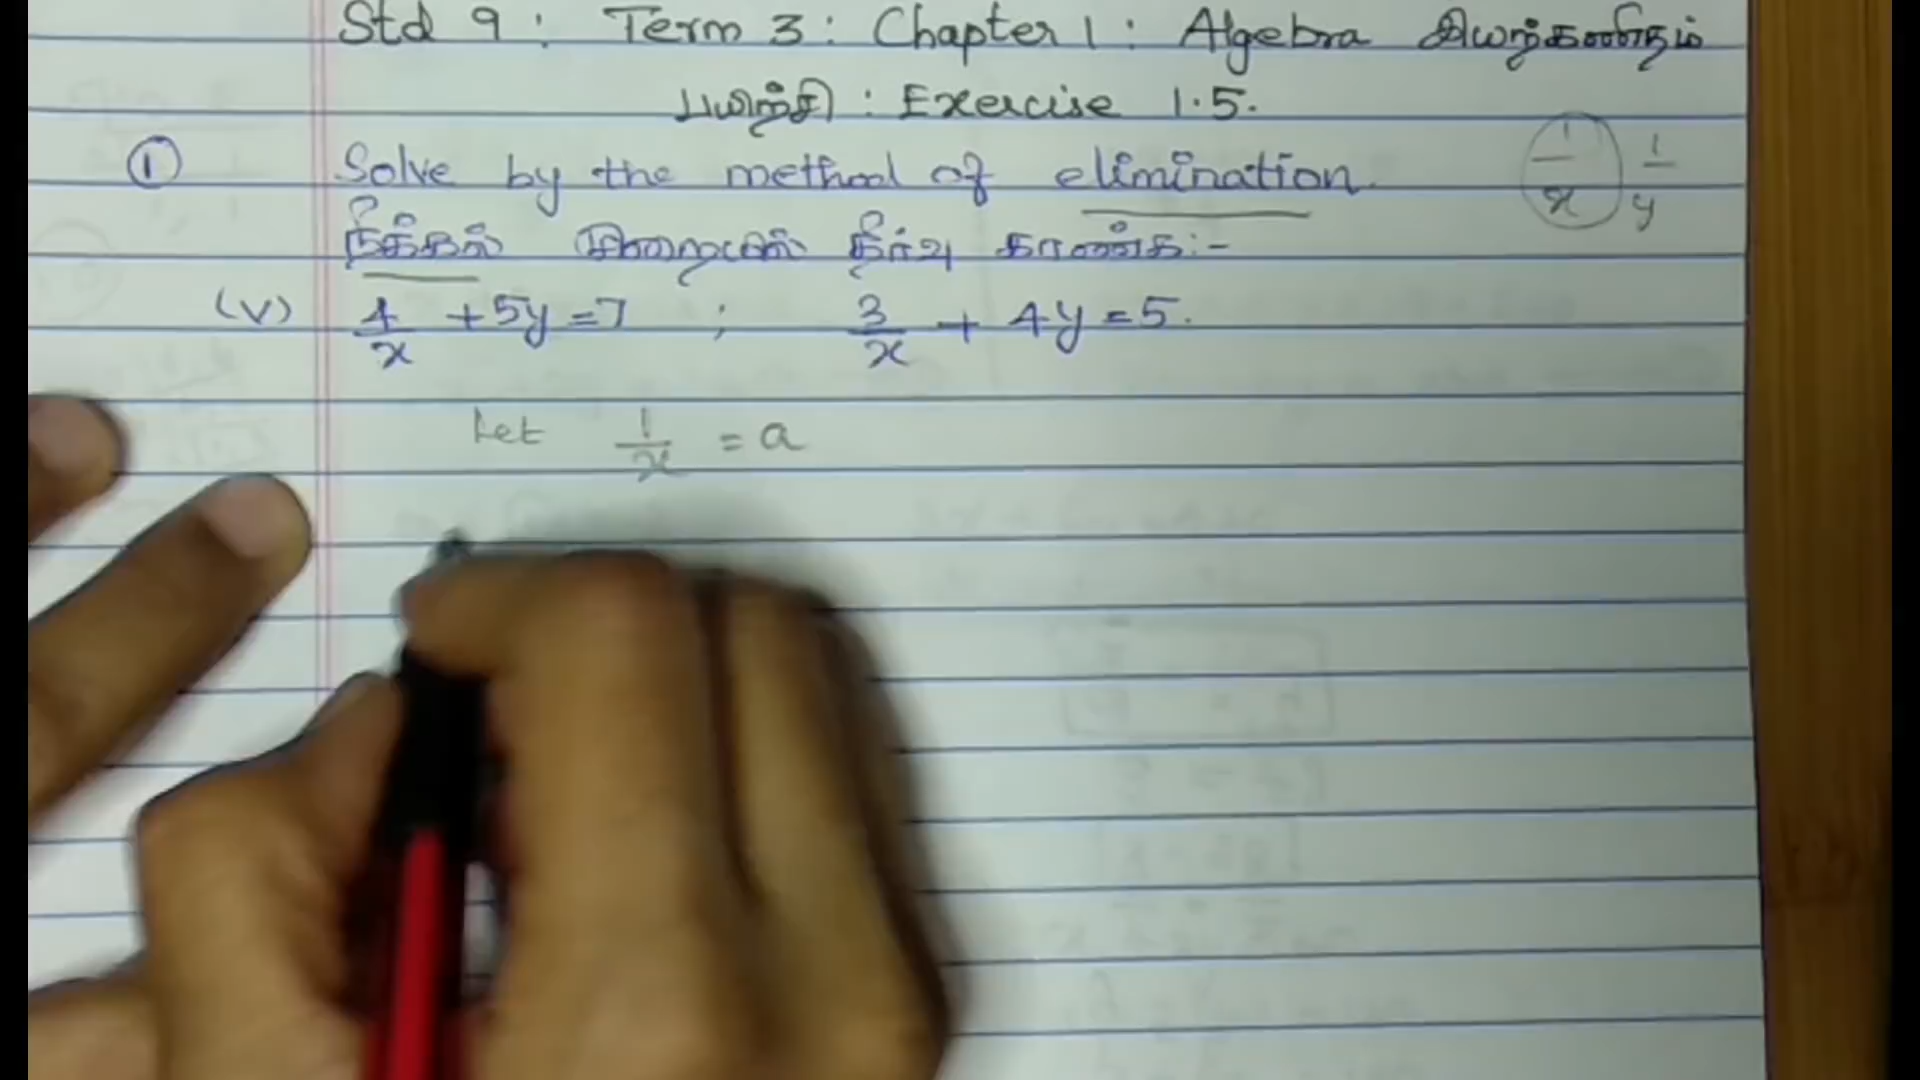 Std 9 : Term 3 : Chapter 1 : Algebra இயற்கணிதம்
பயிற்சி : Exercise 1.5.
① Solve by the method of elimination.
நீக்கல் முறையில் தீர்வு காண்க:-
(v) 4/x + 5y = 7 ; 3/x + 4y = 5.
Let 1/x = a
1/x 1/y